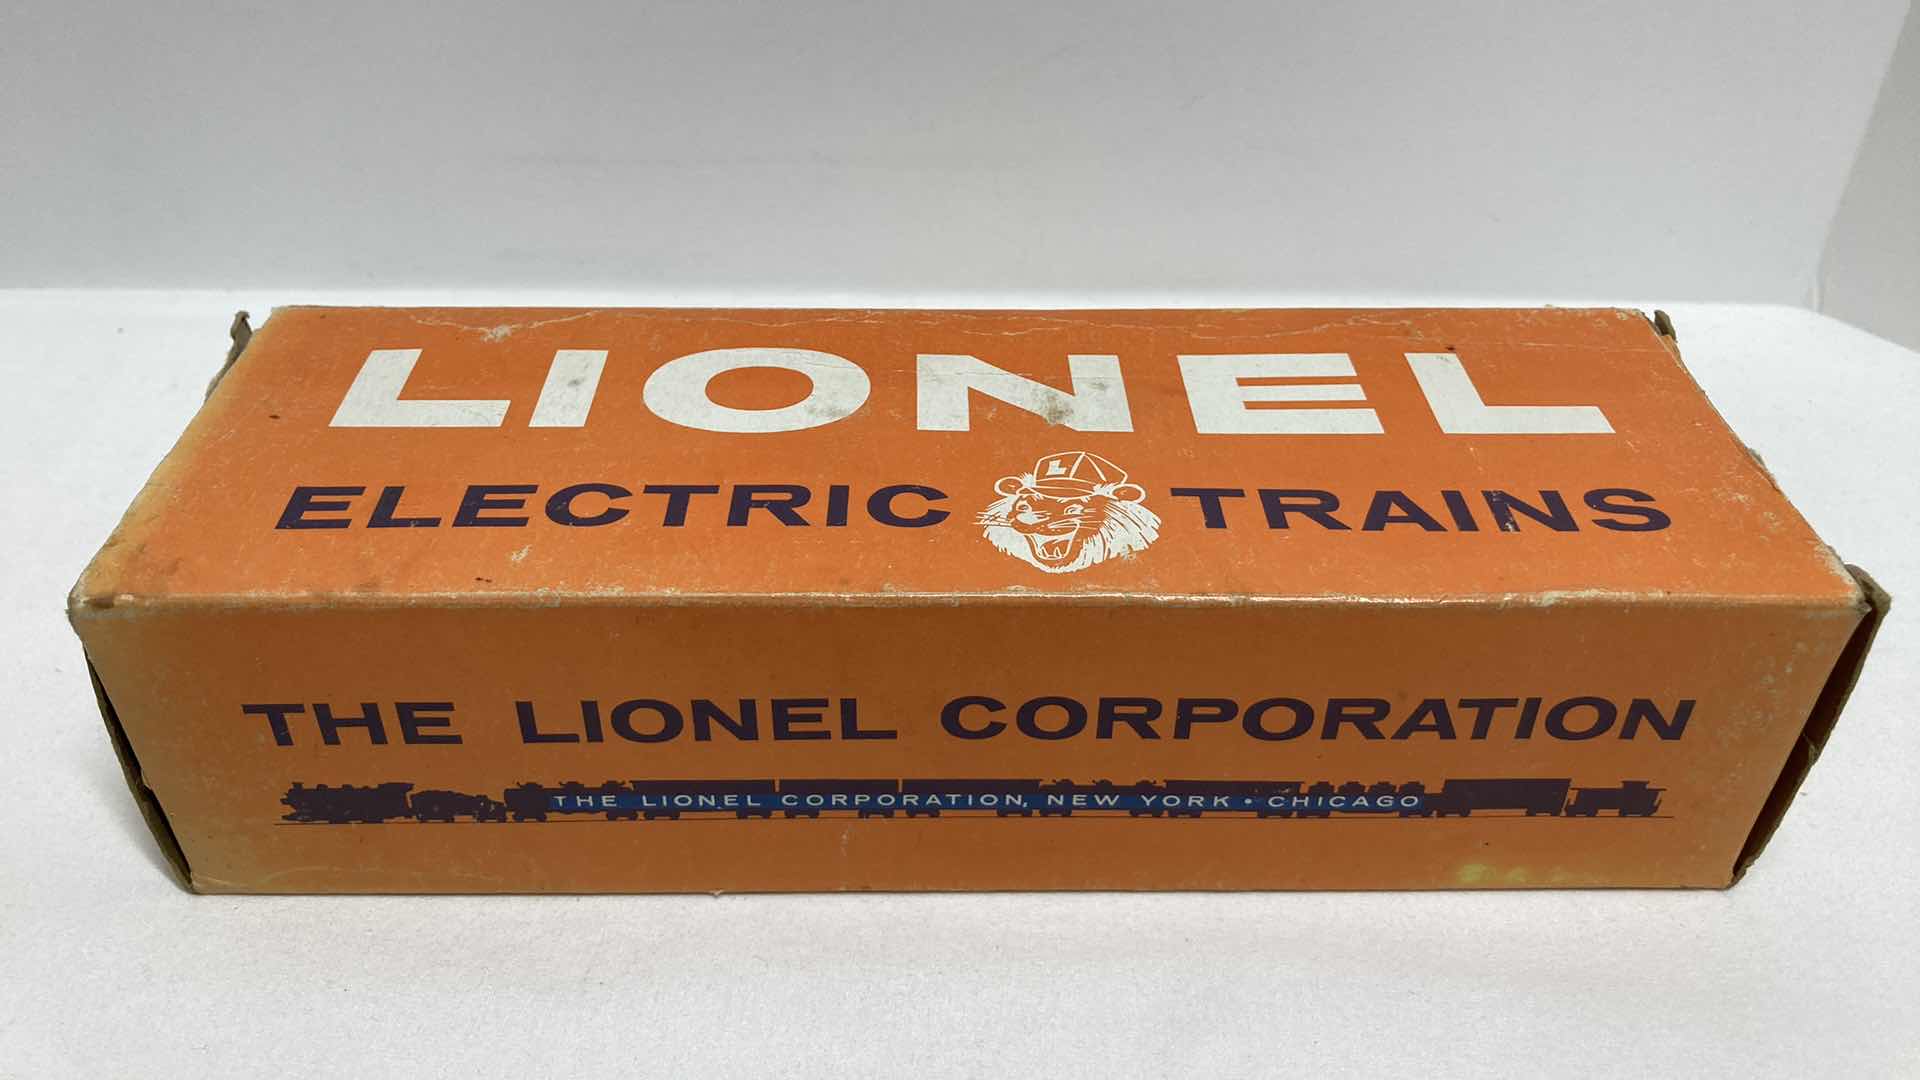 LIONEL
ELECTRIC L TRAINS
THE LIONEL CORPORATION
THE LIONEL CORPORATION, NEW YORK • CHICAGO